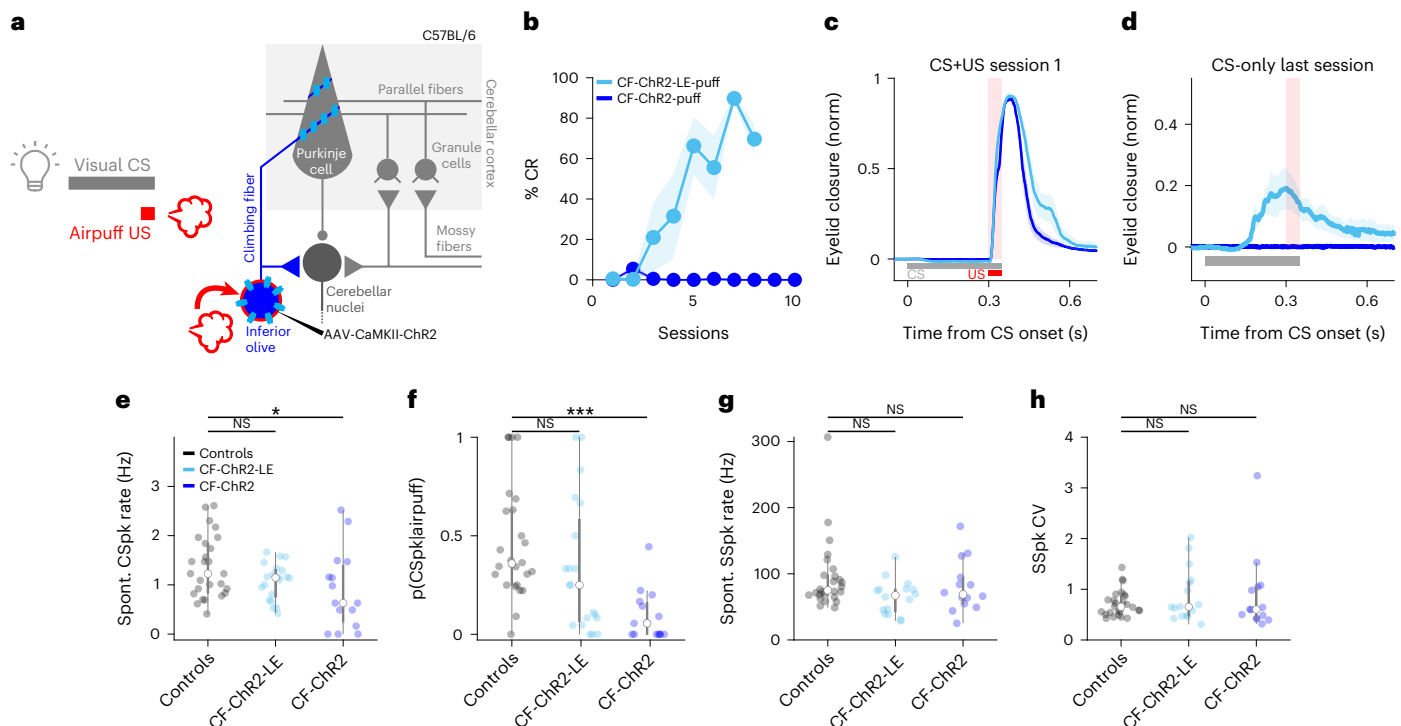 a
C57BL/6
Parallel fibers
Cerebellar cortex
Purkinje
cell
Granule
cells
Visual CS
Airpuff US
Climbing fiber
Mossy
fibers
Cerebellar
nuclei
Inferior
olive
AAV-CaMKII-ChR2
b
CF-ChR2-LE-puff
CF-ChR2-puff
% CR
100
80
60
40
20
0
0
5
10
Sessions
c
CS+US session 1
Eyelid closure (norm)
1
0.5
0
CS
US
0
0.3
0.6
Time from CS onset (s)
d
CS-only last session
Eyelid closure (norm)
0.4
0.2
0
0
0.3
0.6
Time from CS onset (s)
e
*
NS
Controls
CF-ChR2-LE
CF-ChR2
Spont. CSpk rate (Hz)
3
2
1
0
Controls
CF-ChR2-LE
CF-ChR2
f
***
NS
p(CSpk|airpuff)
1
0.5
0
Controls
CF-ChR2-LE
CF-ChR2
g
NS
NS
Spont. SSpk rate (Hz)
300
200
100
0
Controls
CF-ChR2-LE
CF-ChR2
h
NS
NS
SSpk CV
4
3
2
1
0
Controls
CF-ChR2-LE
CF-ChR2